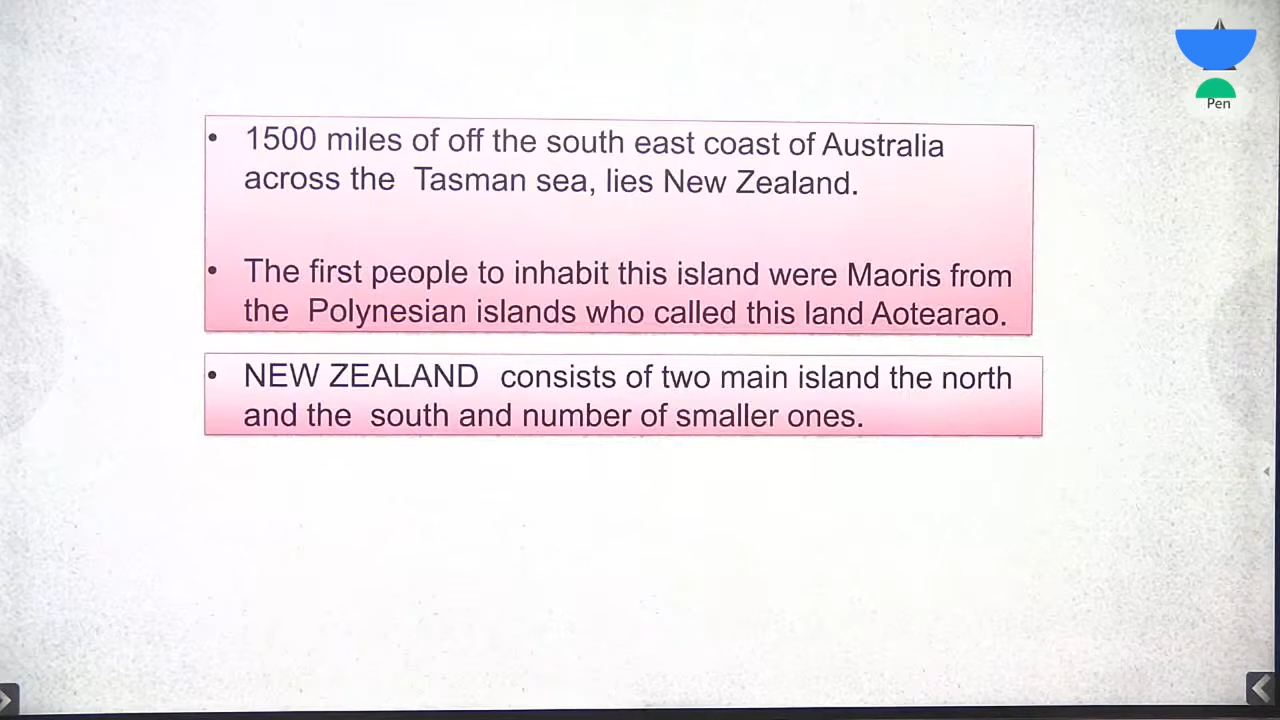 Pen
• 1500 miles of off the south east coast of Australia
across the Tasman sea, lies New Zealand.
• The first people to inhabit this island were Maoris from
the Polynesian islands who called this land Aotearao.
• NEW ZEALAND consists of two main island the north
and the south and number of smaller ones.